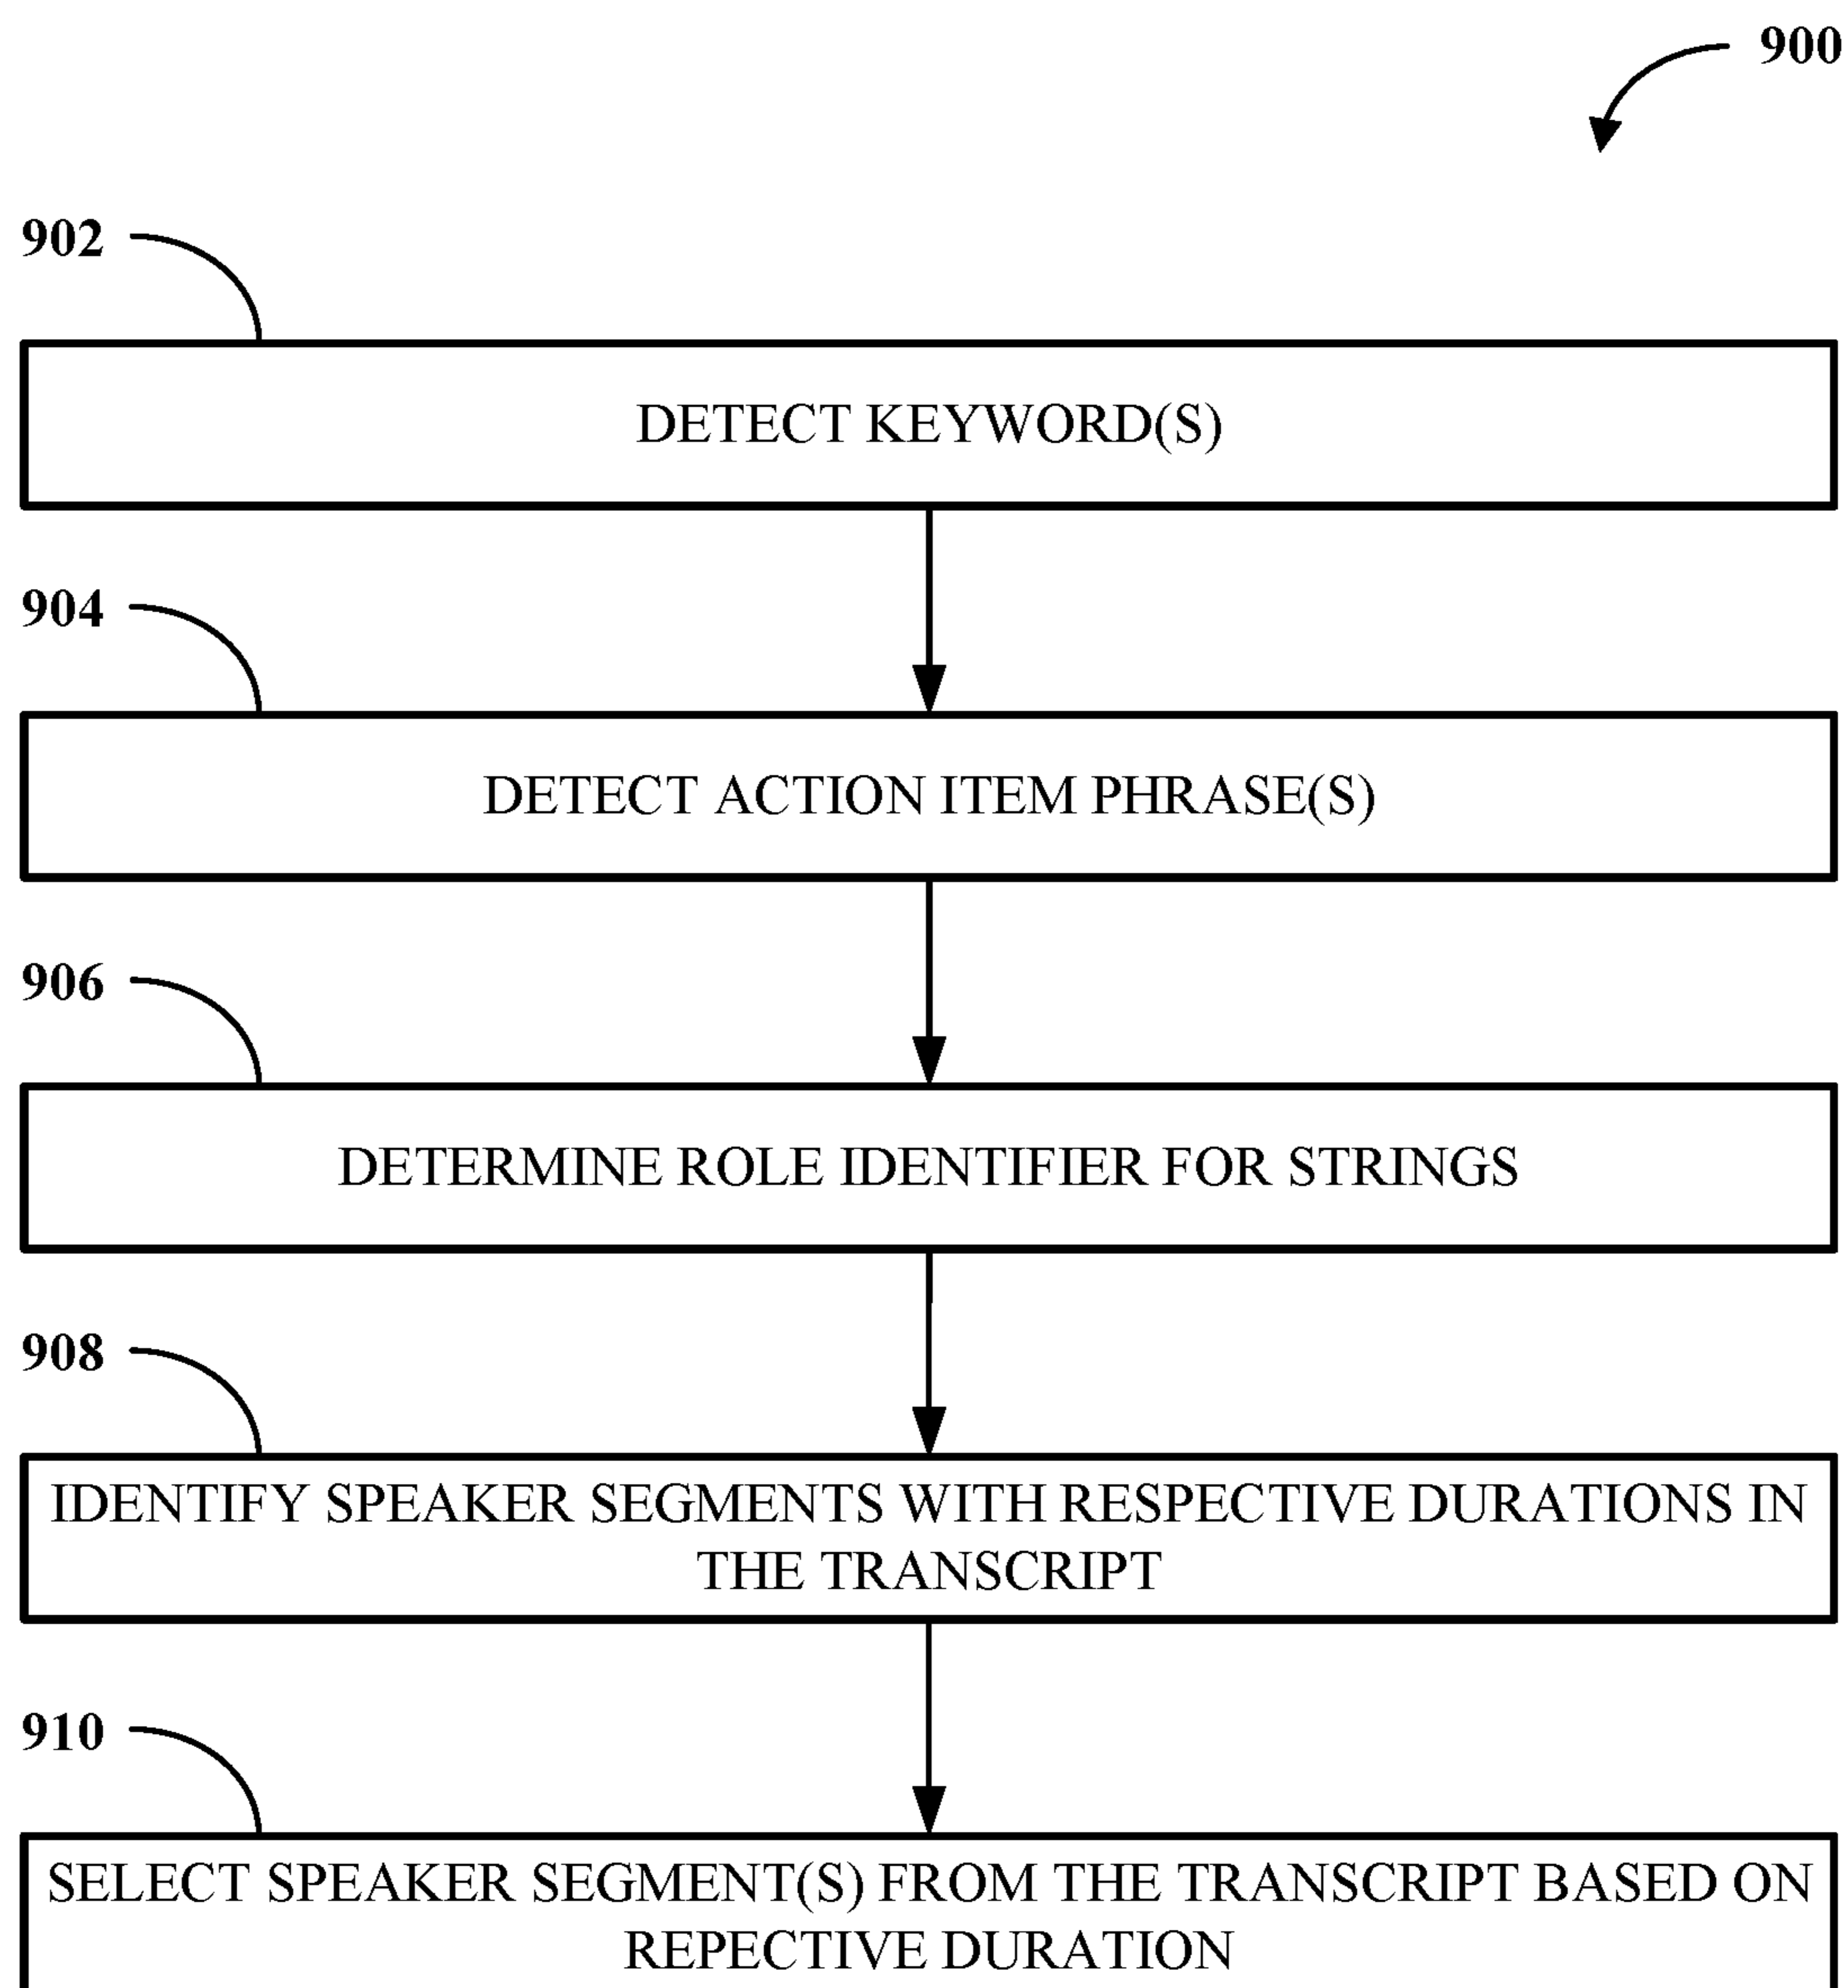 900
902
DETECT KEYWORD(S)
904
DETECT ACTION ITEM PHRASE(S)
906
DETERMINE ROLE IDENTIFIER FOR STRINGS
908
IDENTIFY SPEAKER SEGMENTS WITH RESPECTIVE DURATIONS IN
THE TRANSCRIPT
910
SELECT SPEAKER SEGMENT(S) FROM THE TRANSCRIPT BASED ON
REPECTIVE DURATION